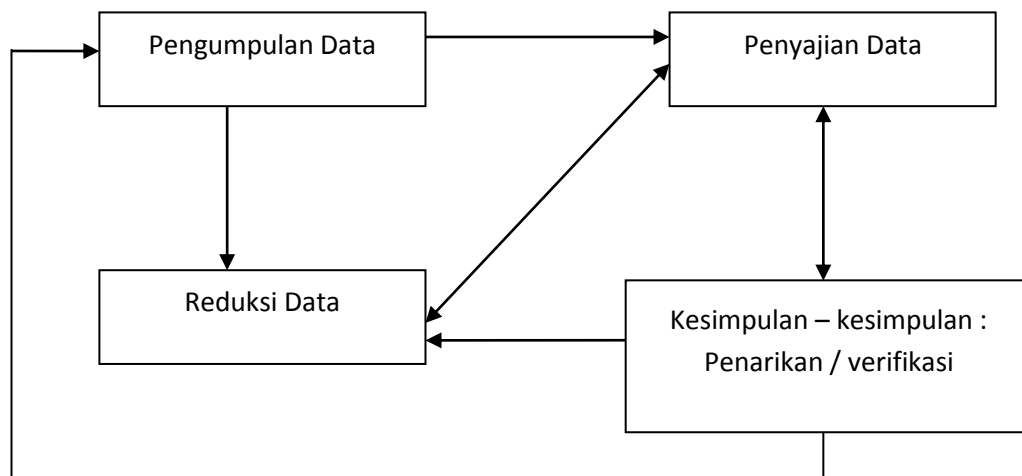 Pengumpulan Data
Penyajian Data
Reduksi Data
Kesimpulan – kesimpulan :
Penarikan / verifikasi